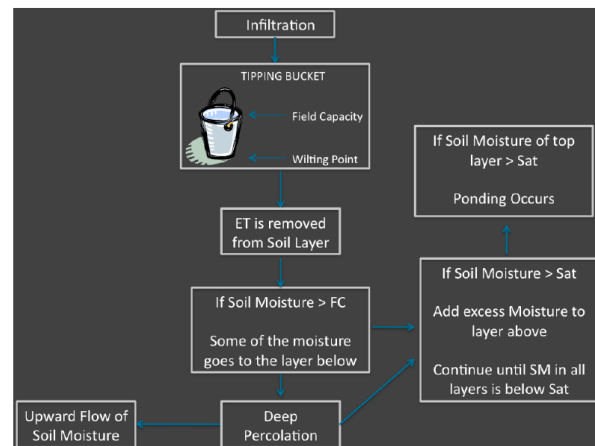 Infiltration
TIPPING BUCKET
Field Capacity
Wilting Point
ET is removed
from Soil Layer
If Soil Moisture > FC
Some of the moisture
goes to the layer below
Deep
Percolation
Upward Flow of
Soil Moisture
If Soil Moisture > Sat
Add excess Moisture to
layer above
Continue until SM in all
layers is below Sat
If Soil Moisture of top
layer > Sat
Ponding Occurs